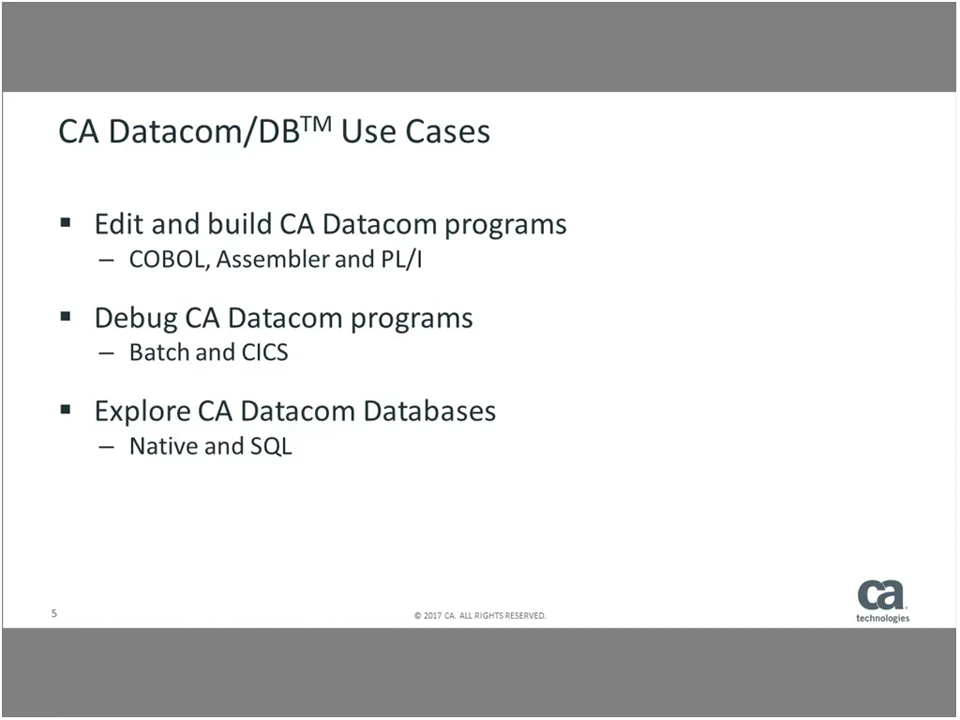 CA Datacom/DB™ Use Cases
▪ Edit and build CA Datacom programs
– COBOL, Assembler and PL/I
▪ Debug CA Datacom programs
– Batch and CICS
▪ Explore CA Datacom Databases
– Native and SQL
5
© 2017 CA. ALL RIGHTS RESERVED.
ca
technologies